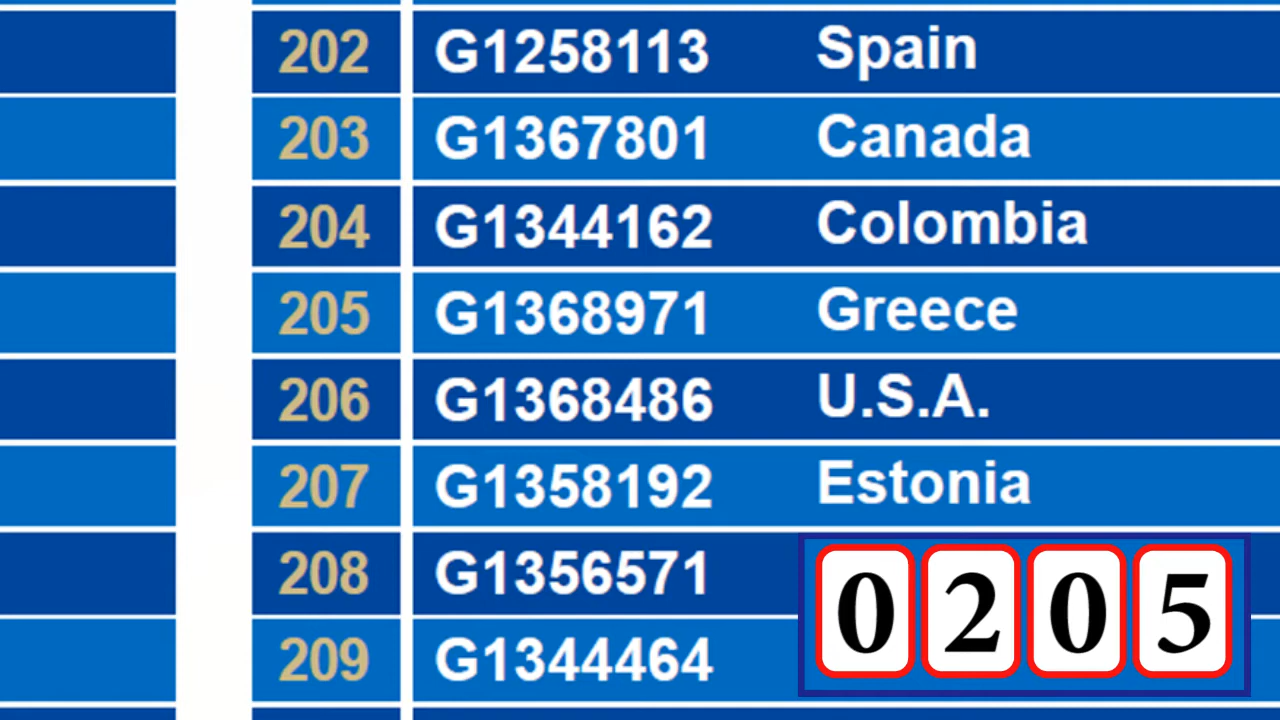 202 G1258113 Spain
203 G1367801 Canada
204 G1344162 Colombia
205 G1368971 Greece
206 G1368486 U.S.A.
207 G1358192 Estonia
208 G1356571
209 G1344464
0205